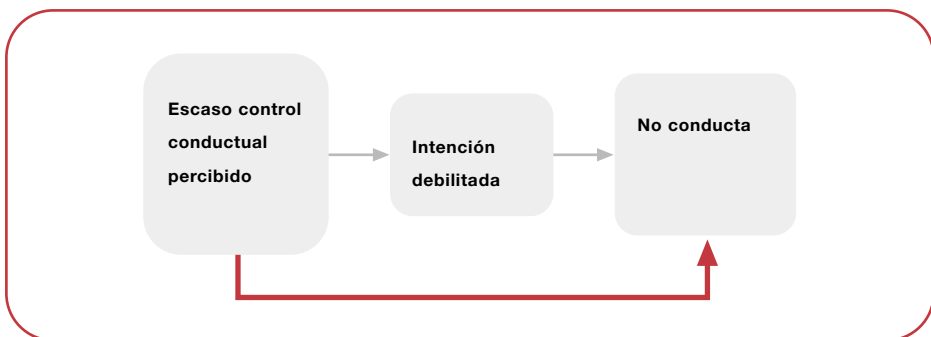 Escaso control
conductual
percibido
Intención
debilitada
No conducta